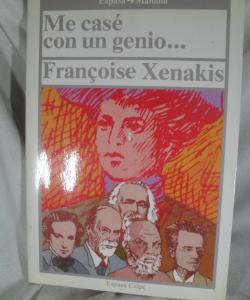 Espasa → Mañana
Me casé
con un genio...
Françoise Xenakis
Espasa Calpe